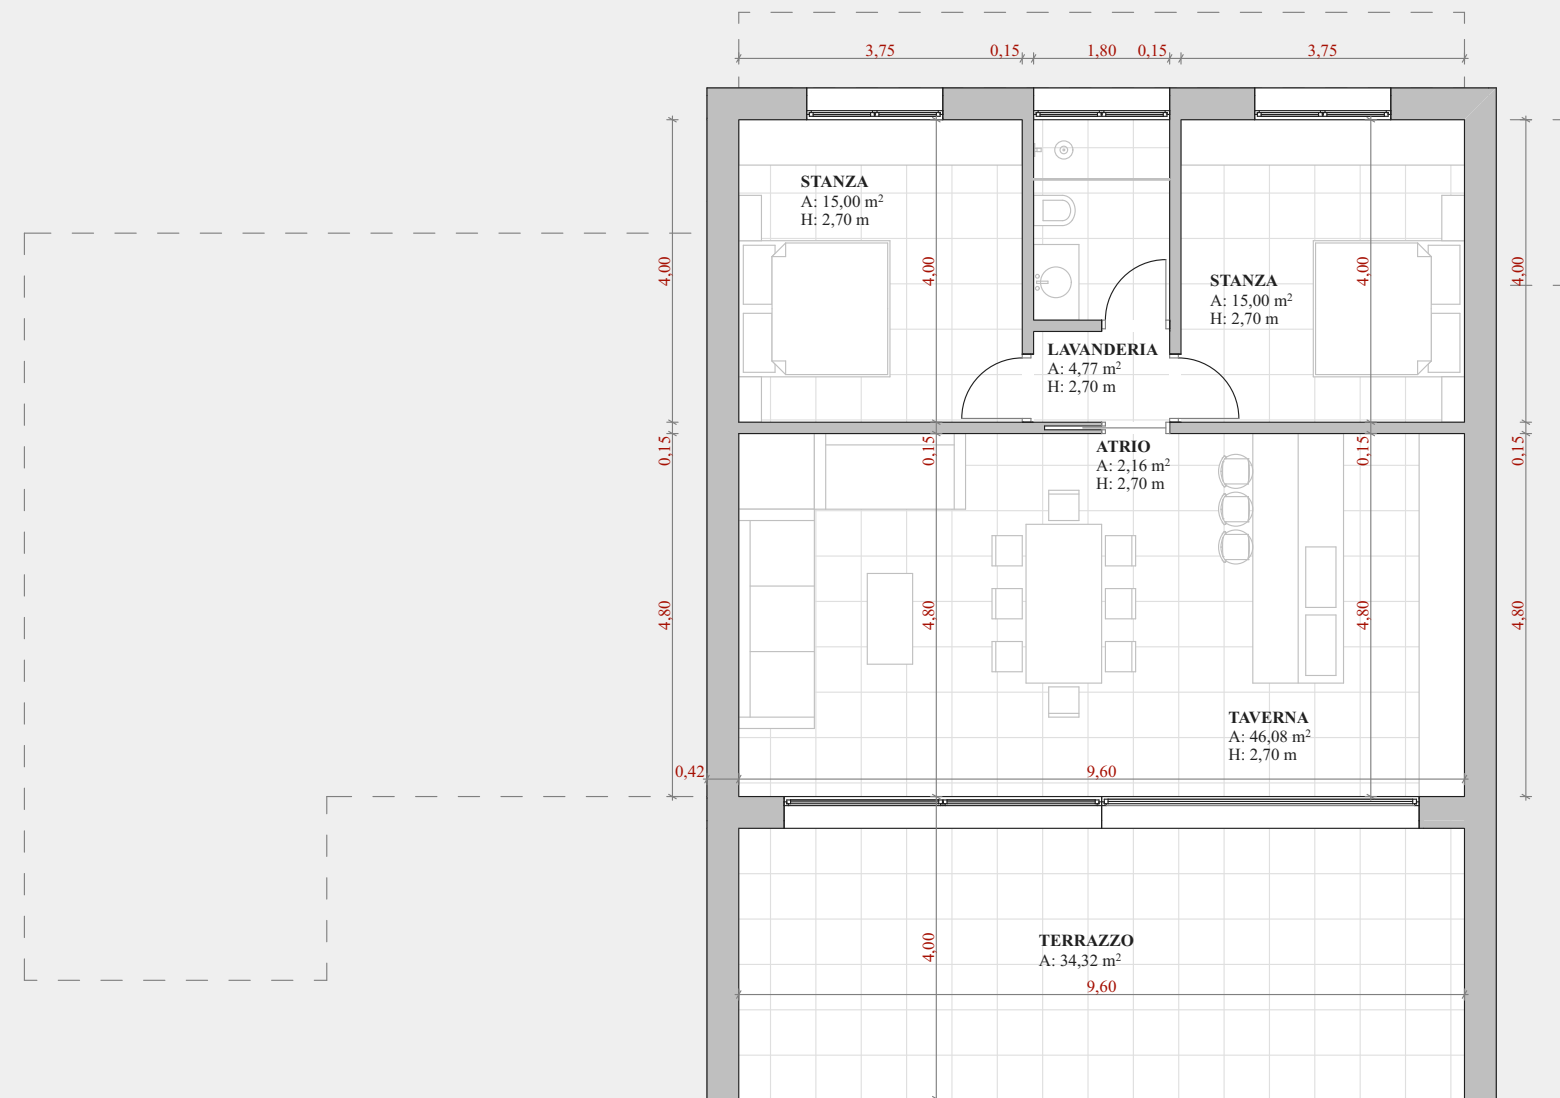 3,75
0,15
1,80
0,15
3,75
STANZA
A: 15,00 m²
H: 2,70 m
4,00
4,00
STANZA
A: 15,00 m²
H: 2,70 m
4,00
4,00
LAVANDERIA
A: 4,77 m²
H: 2,70 m
0,15
0,15
ATRIO
A: 2,16 m²
H: 2,70 m
0,15
0,15
4,80
4,80
4,80
4,80
TAVERNA
A: 46,08 m²
H: 2,70 m
0,42
9,60
TERRAZZO
A: 34,32 m²
4,00
9,60